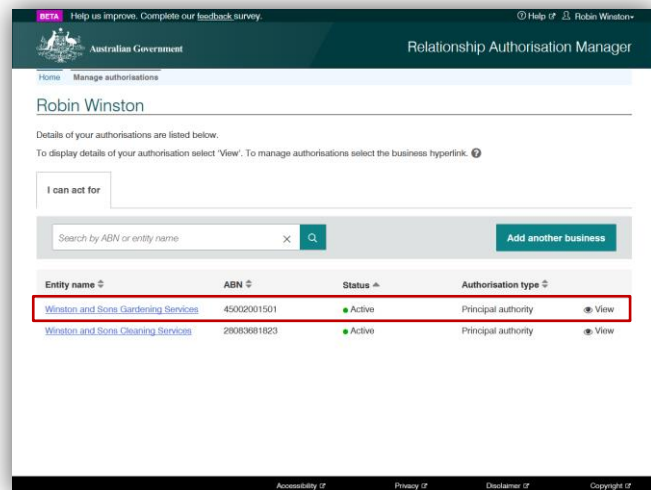 BETA Help us improve. Complete our feedback survey. Help Robin Winston
Australian Government Relationship Authorisation Manager
Home Manage authorisations
Robin Winston
Details of your authorisations are listed below.
To display details of your authorisation select 'View'. To manage authorisations select the business hyperlink. ?
I can act for
Search by ABN or entity name × Add another business
Entity name ABN Status Authorisation type
Winston and Sons Gardening Services 45002001501 Active Principal authority View
Winston and Sons Cleaning Services 28083681823 Active Principal authority View
Accessibility Privacy Disclaimer Copyright